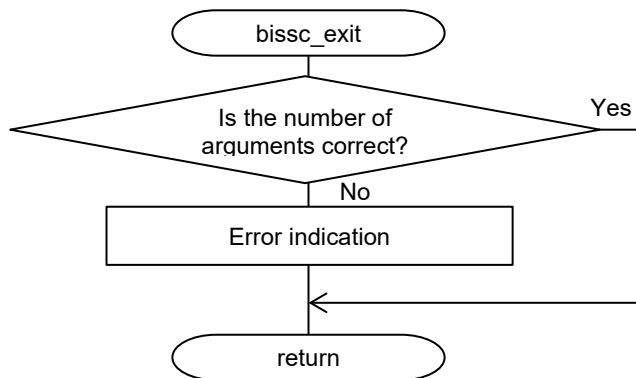 bissc_exit
Is the number of
arguments correct?
Yes
No
Error indication
return